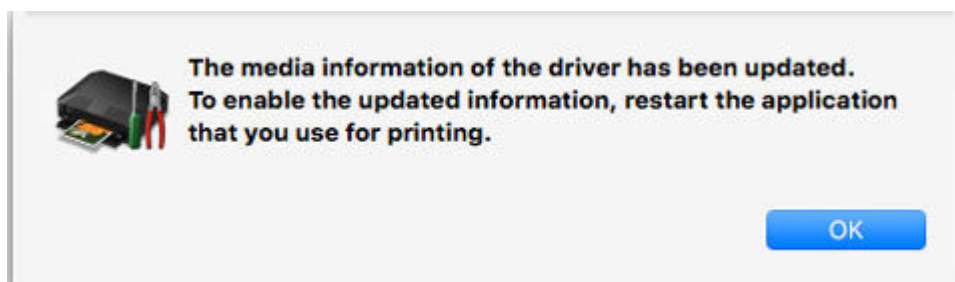 The media information of the driver has been updated.
To enable the updated information, restart the application
that you use for printing.
OK